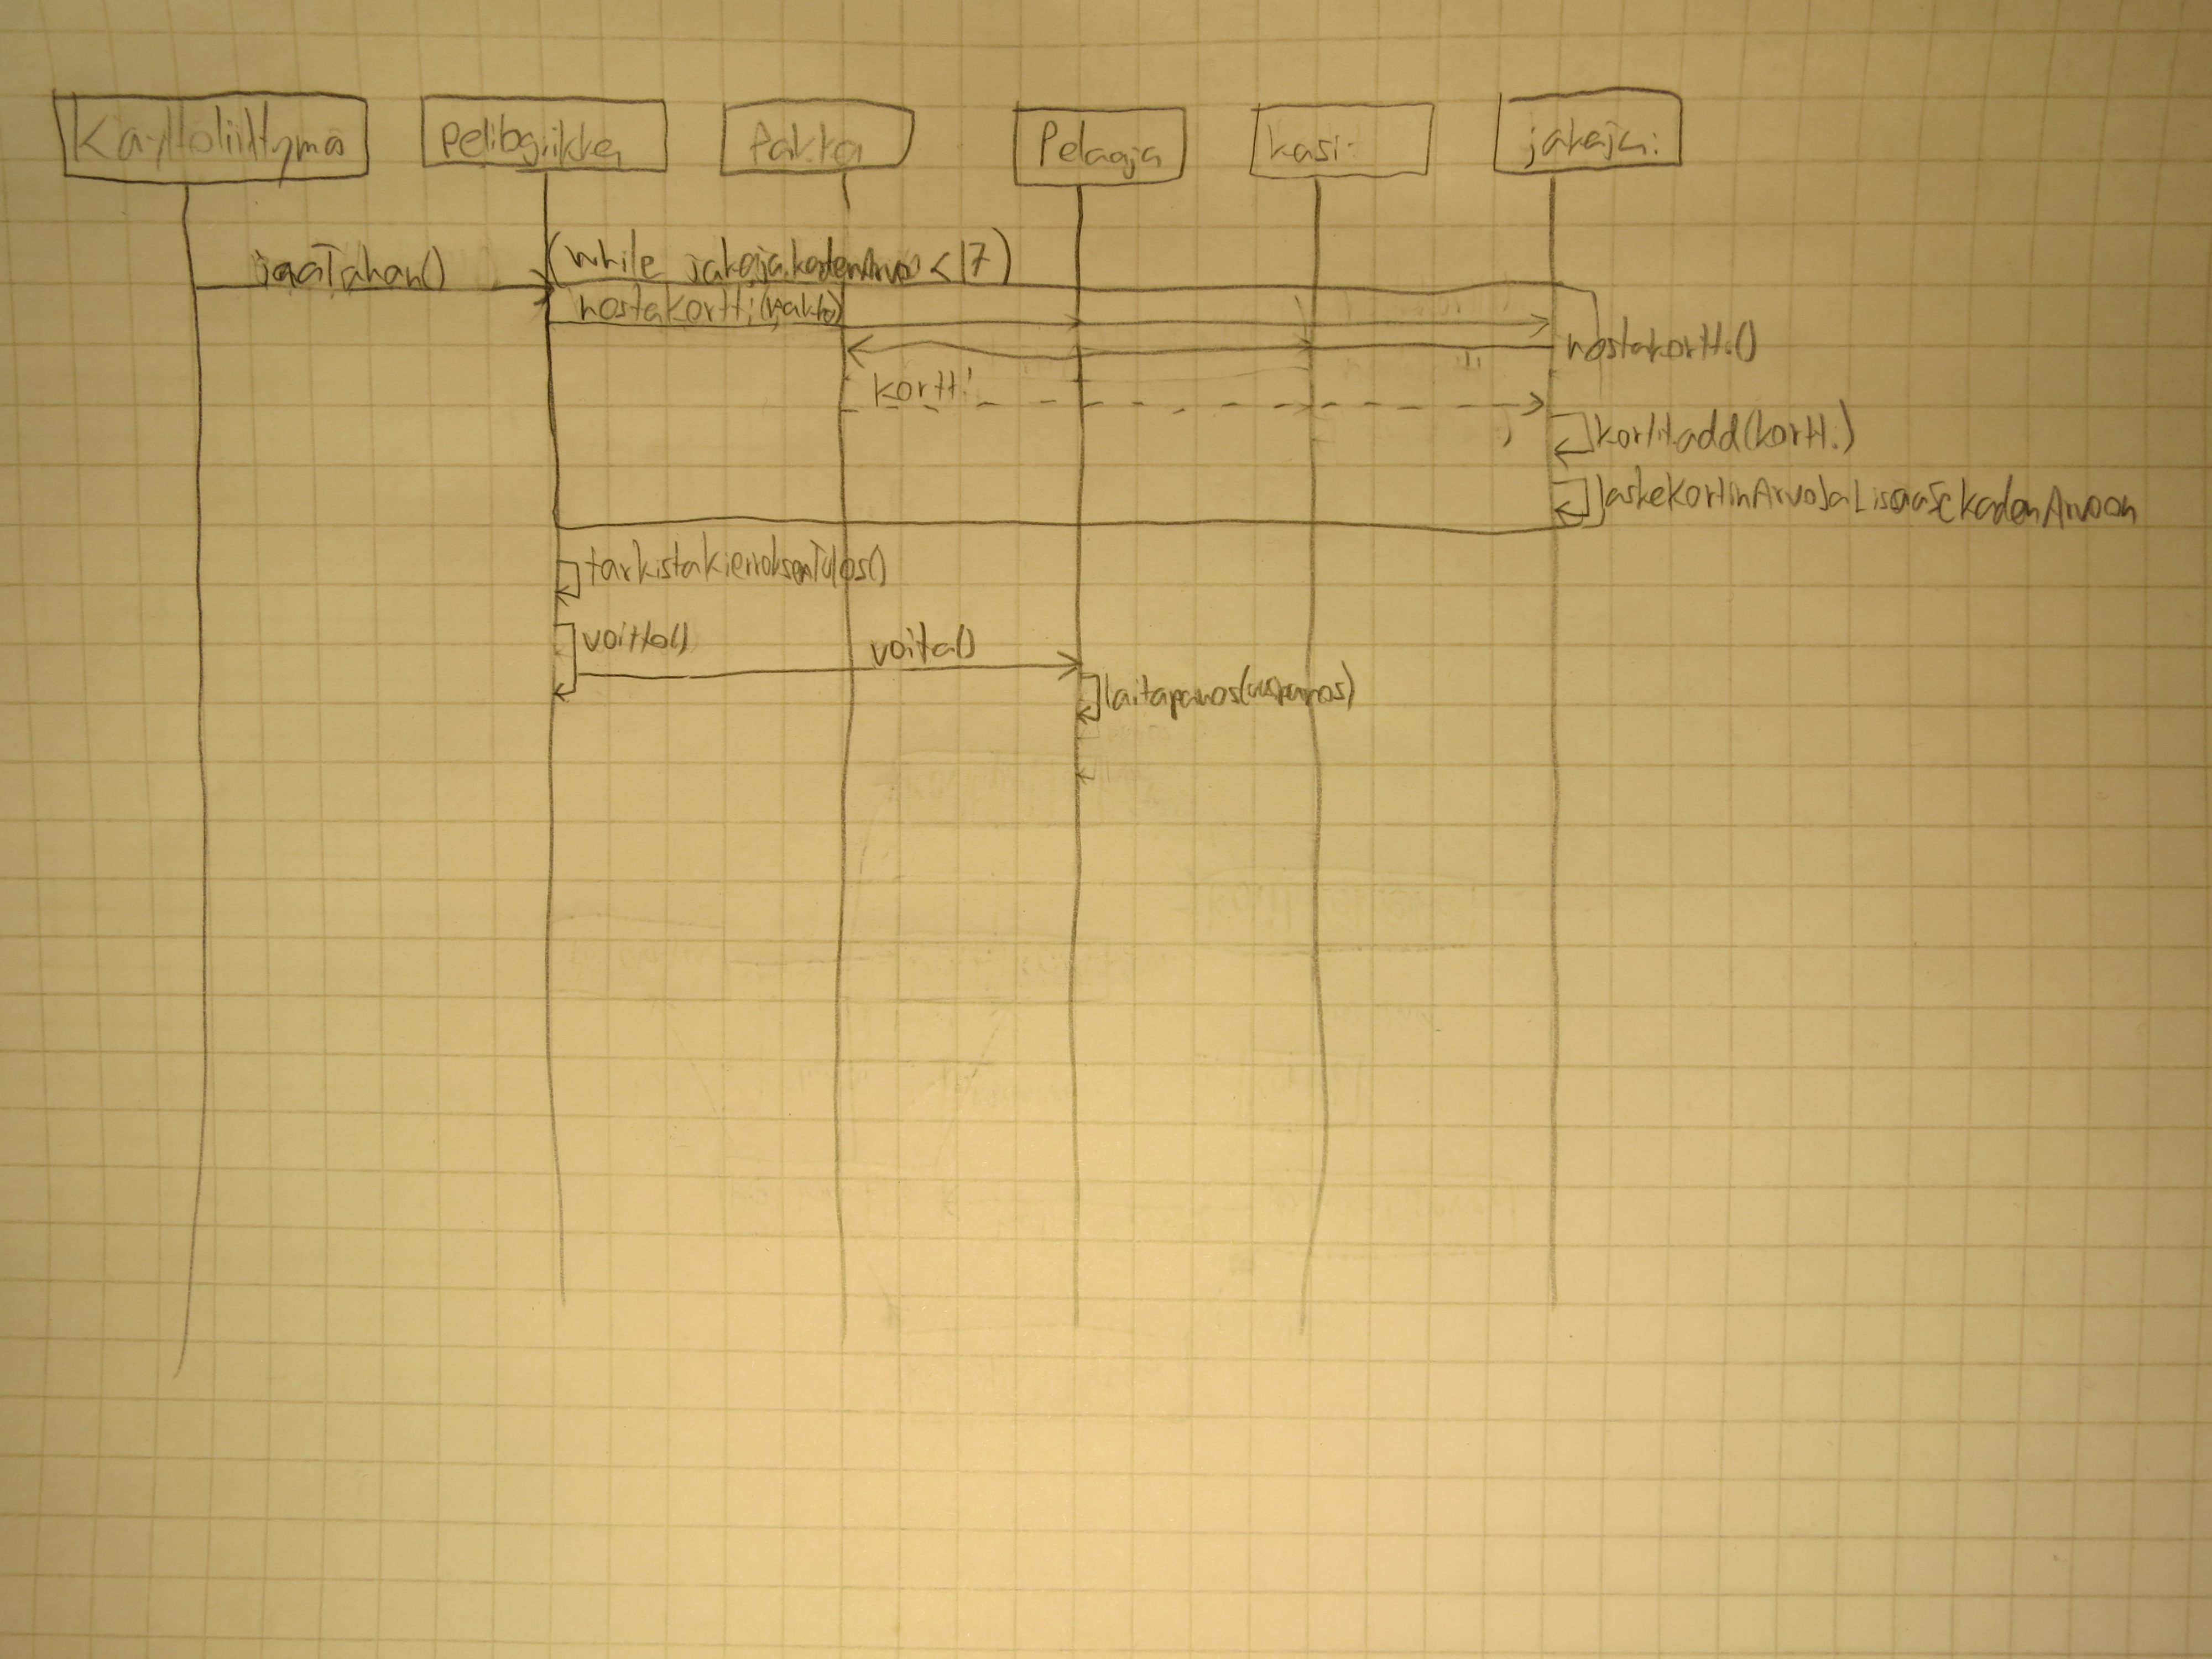 Käyttöliittymä
Pelilogiikka
Pakka
Pelaaja
kasi:
jakaja:
jaaTahan()
(while jakaja.kadenArvo < 17)
nostaKortti(pakka)
nostakortti()
kortti
kortit.add(kortti)
laskeKortinArvoJaLisaaSeKadenArvoon
tarkistakierroksenTulos()
voitto()
voita()
laitapanos(uuspanos)